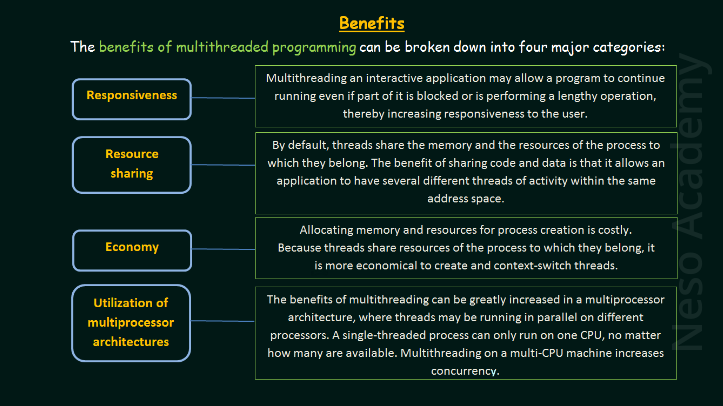 Benefits
The benefits of multithreaded programming can be broken down into four major categories:
Responsiveness
Multithreading an interactive application may allow a program to continue
running even if part of it is blocked or is performing a lengthy operation,
thereby increasing responsiveness to the user.
Resource
sharing
By default, threads share the memory and the resources of the process to
which they belong. The benefit of sharing code and data is that it allows an
application to have several different threads of activity within the same
address space.
Economy
Allocating memory and resources for process creation is costly.
Because threads share resources of the process to which they belong, it
is more economical to create and context-switch threads.
Utilization of
multiprocessor
architectures
The benefits of multithreading can be greatly increased in a multiprocessor
architecture, where threads may be running in parallel on different
processors. A single-threaded process can only run on one CPU, no matter
how many are available. Multithreading on a multi-CPU machine increases
concurrency.
Neso Academy